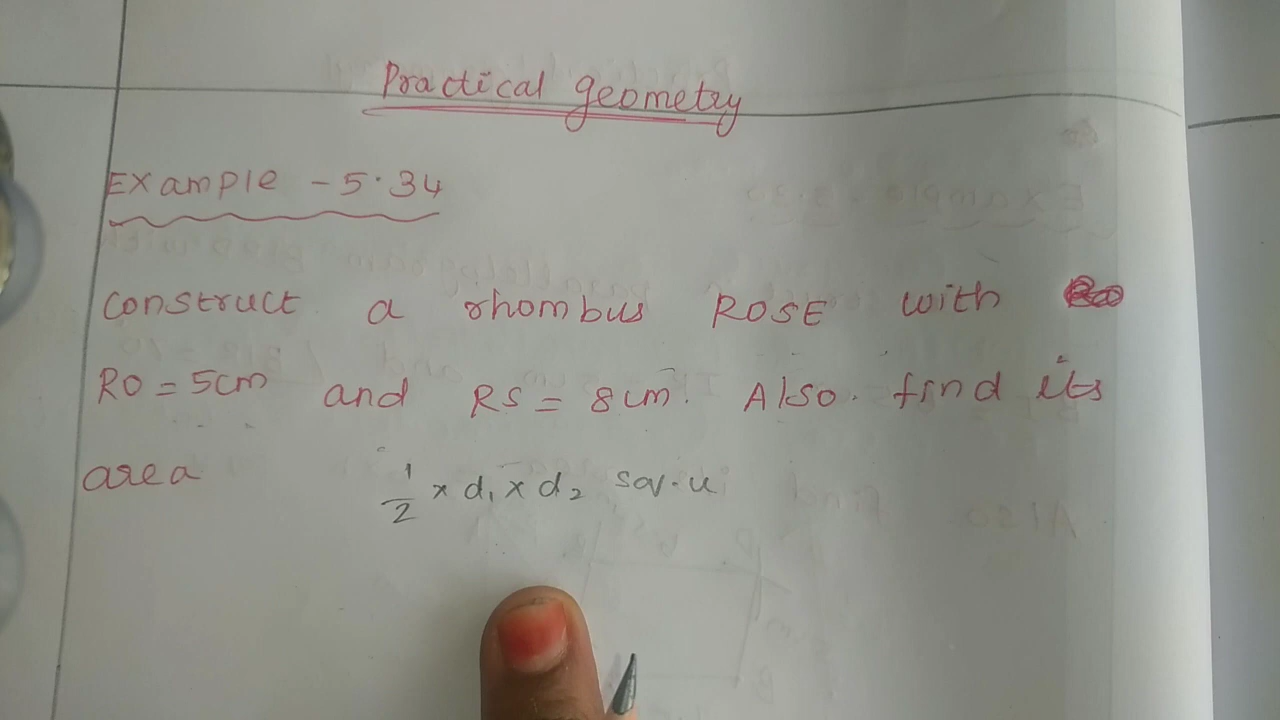 Practical geometry
Example - 5.34
construct a rhombus ROSE with
RO = 5cm and RS = 8cm. Also find its
area 1/2 x d₁ x d₂ sq.u